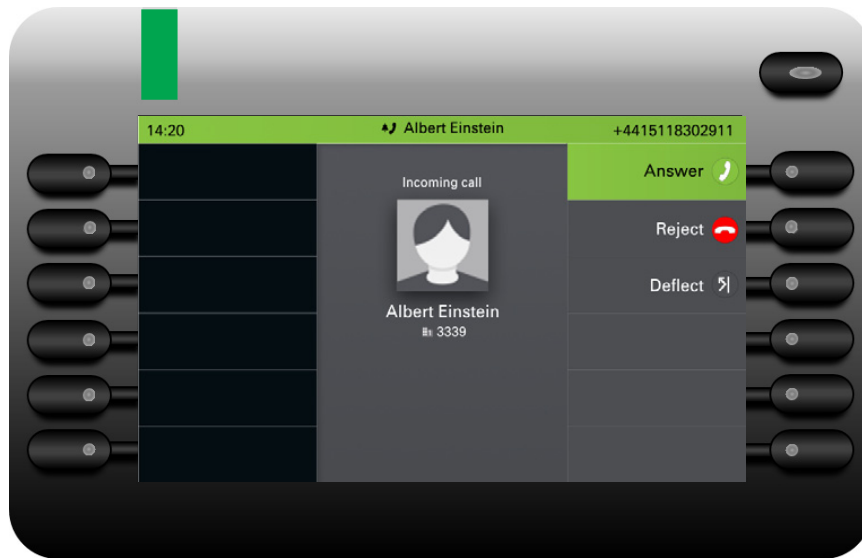 14:20 Albert Einstein +4415118302911
Incoming call
Albert Einstein
3339
Answer
Reject
Deflect